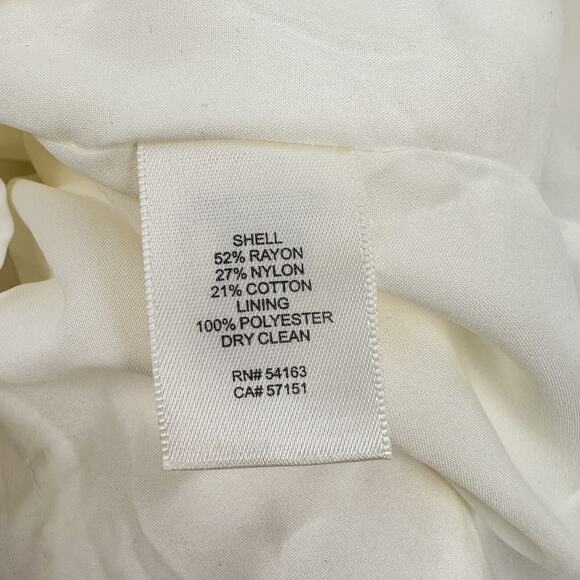 SHELL
52% RAYON
27% NYLON
21% COTTON
LINING
100% POLYESTER
DRY CLEAN
RN# 54163
CA# 57151